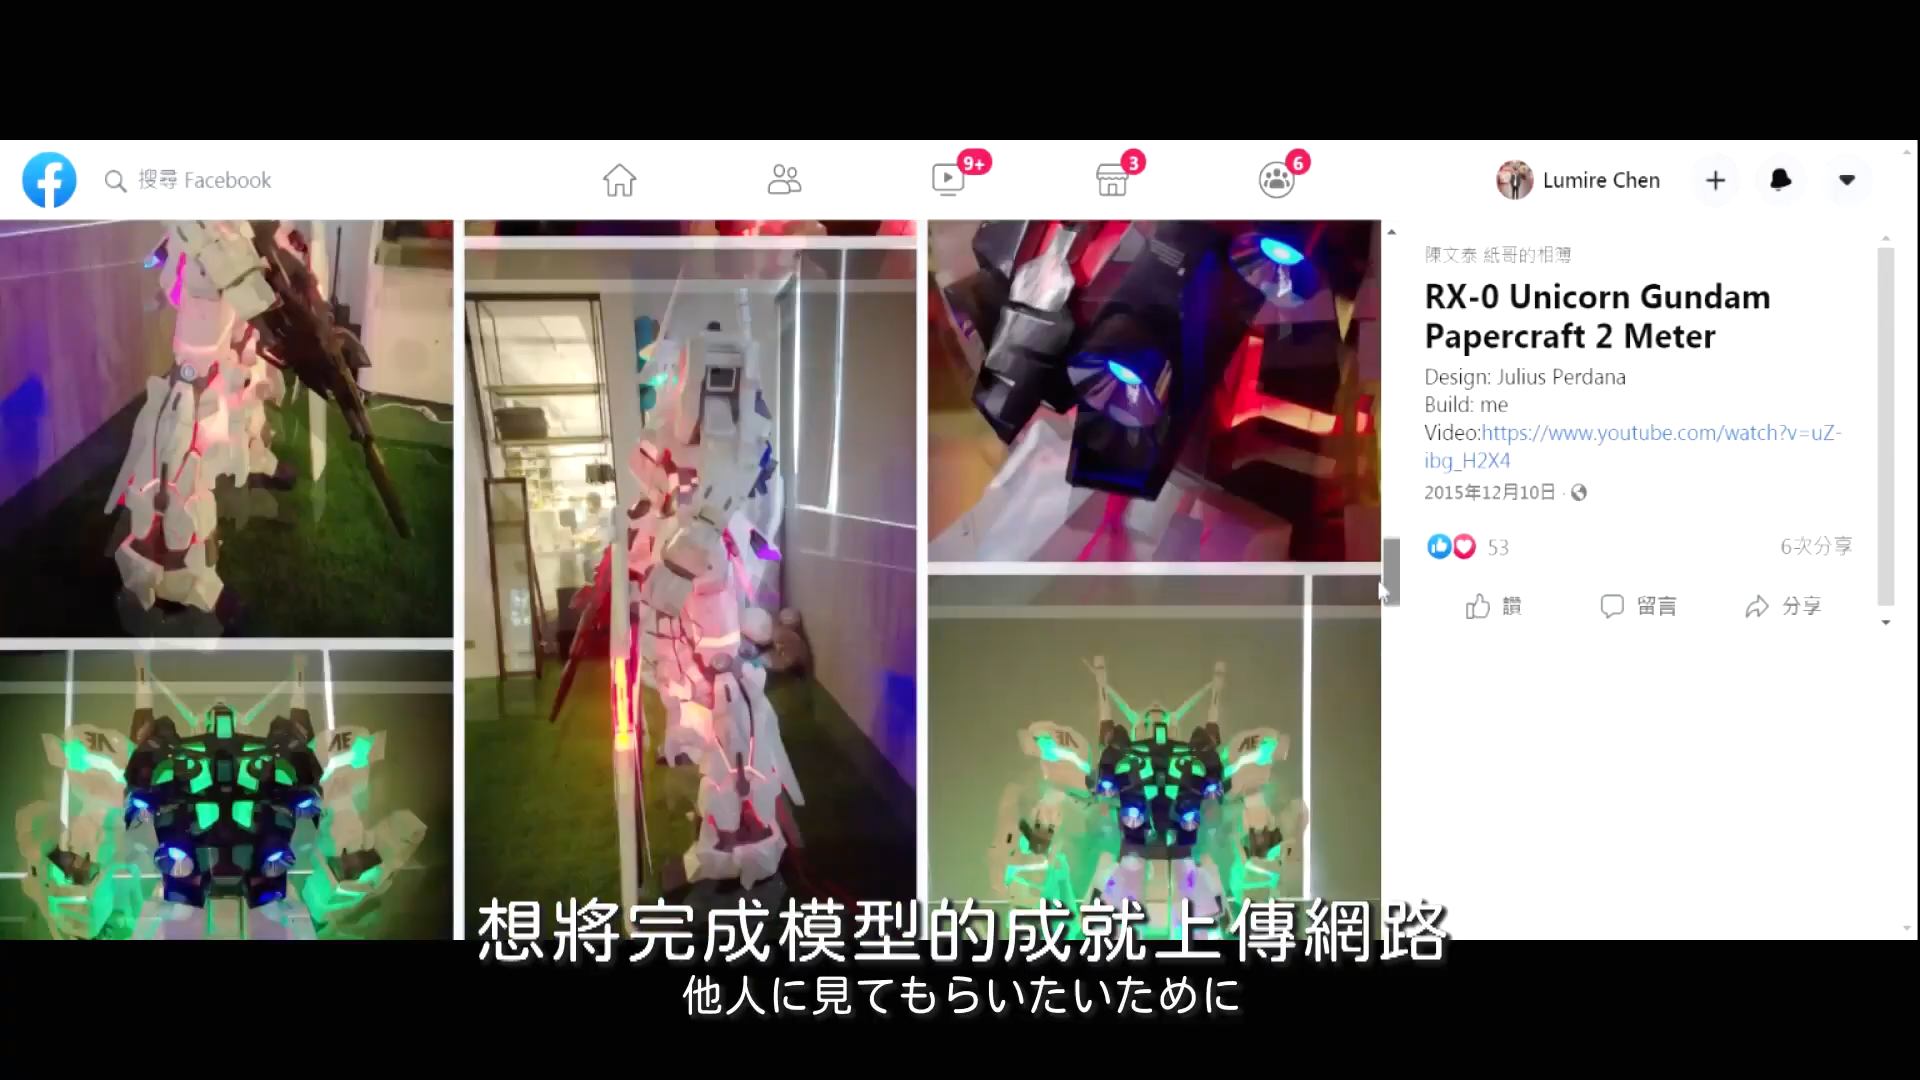 搜尋 Facebook
9+
3
6
Lumire Chen
陳文泰 紙哥的相簿
RX-0 Unicorn Gundam
Papercraft 2 Meter
Design: Julius Perdana
Build: me
Video:https://www.youtube.com/watch?v=uZ-
ibg_H2X4
2015年12月10日
53
6次分享
讚
留言
分享
想將完成模型的成就上傳網路
他人に見てもらいたいために